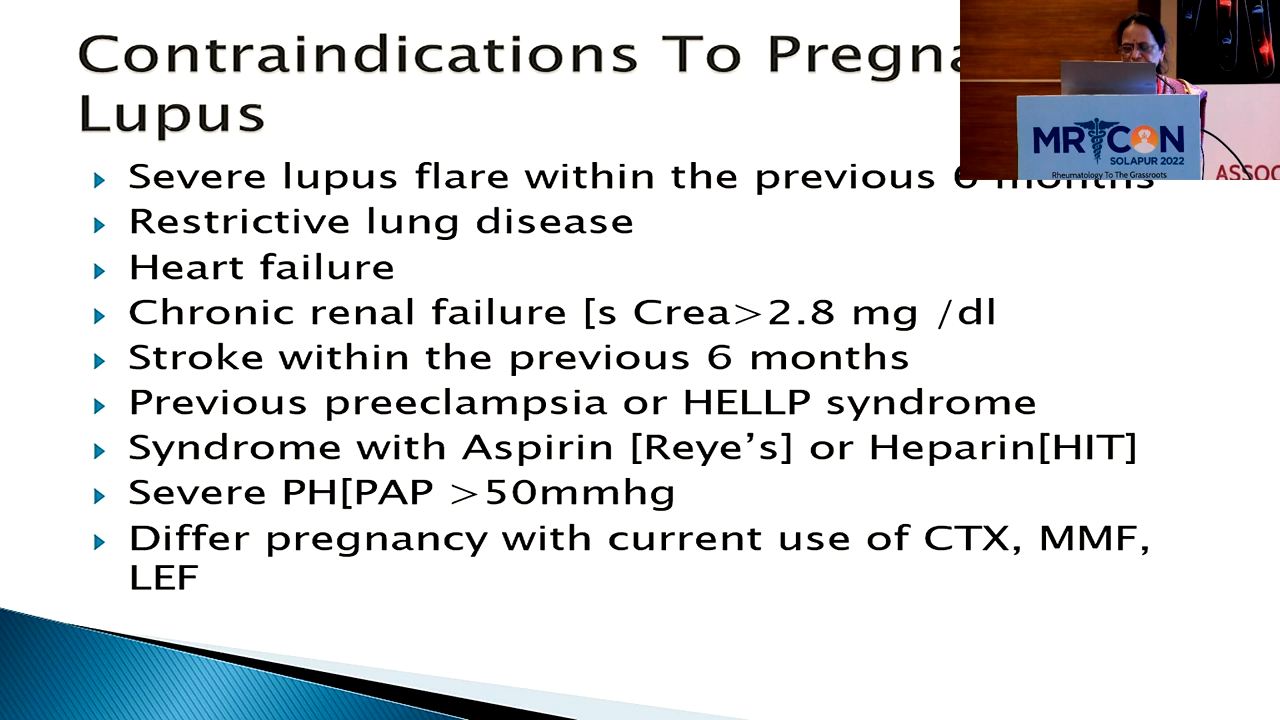 Contraindications To Pregna
Lupus
Severe lupus flare within the previous 6 months
Restrictive lung disease
Heart failure
Chronic renal failure [s Crea>2.8 mg /dl
Stroke within the previous 6 months
Previous preeclampsia or HELLP syndrome
Syndrome with Aspirin [Reye’s] or Heparin[HIT]
Severe PH[PAP >50mmhg
Differ pregnancy with current use of CTX, MMF,
LEF
MRCON
SOLAPUR 2022
Rheumatology To The Grassroots
ASSOC